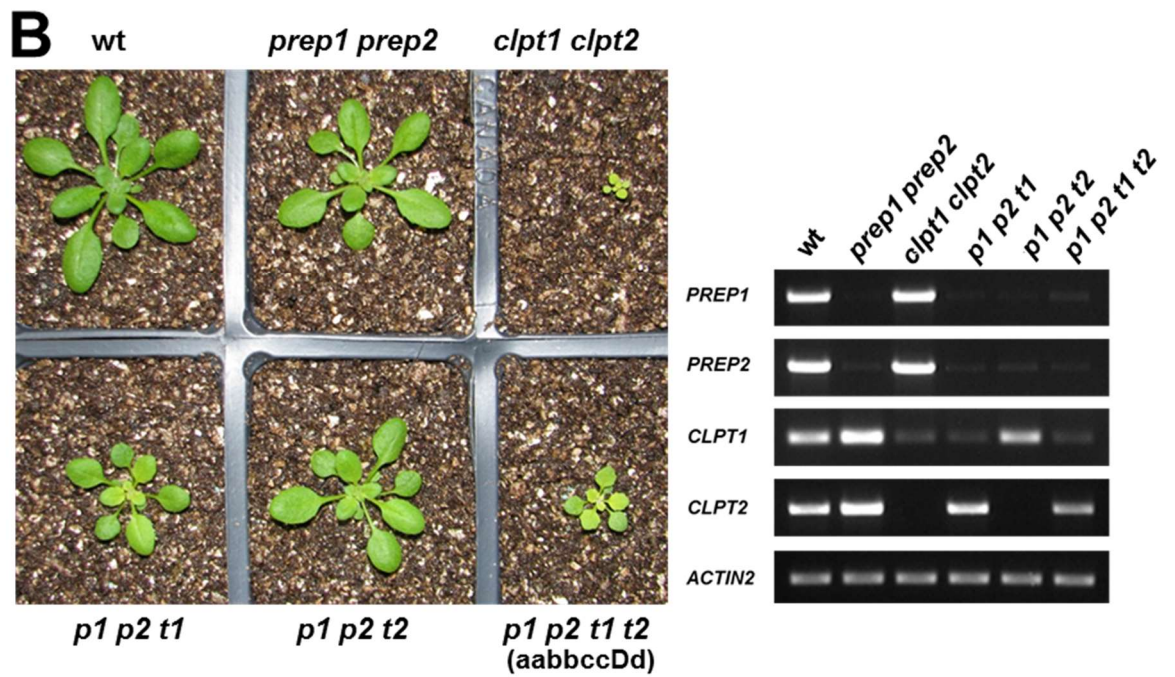 B
wt
prep1 prep2
clpt1 clpt2
CANADA
p1 p2 t1
p1 p2 t2
p1 p2 t1 t2
(aabbccDd)
wt
prep1 prep2
clpt1 clpt2
p1 p2 t1
p1 p2 t2
p1 p2 t1 t2
PREP1
PREP2
CLPT1
CLPT2
ACTIN2